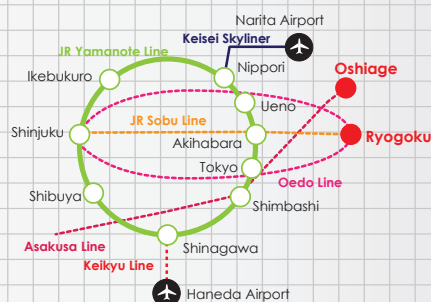 Narita Airport
Keisei Skyliner
JR Yamanote Line
Nippori
Oshiage
Ikebukuro
Ueno
JR Sobu Line
Shinjuku
Akihabara
Ryogoku
Tokyo
Oedo Line
Shibuya
Shimbashi
Asakusa Line
Shinagawa
Keikyu Line
Haneda Airport